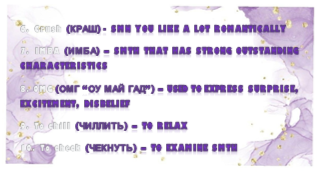 6. Crush (КРАШ) - SMN YOU LIKE A LOT ROMANTICALLY
7. IMBA (ИМБА) – SMTH THAT HAS STRONG OUTSTANDING
CHARACTERISTICS
8. OMG (ОМГ “ОУ МАЙ ГАД”) – USED TO EXPRESS SURPRISE,
EXCITEMENT, DISBELIEF
9. To chill (ЧИЛЛИТЬ) – TO RELAX
10. To check (ЧЕКНУТЬ) – TO EXAMINE SMTH